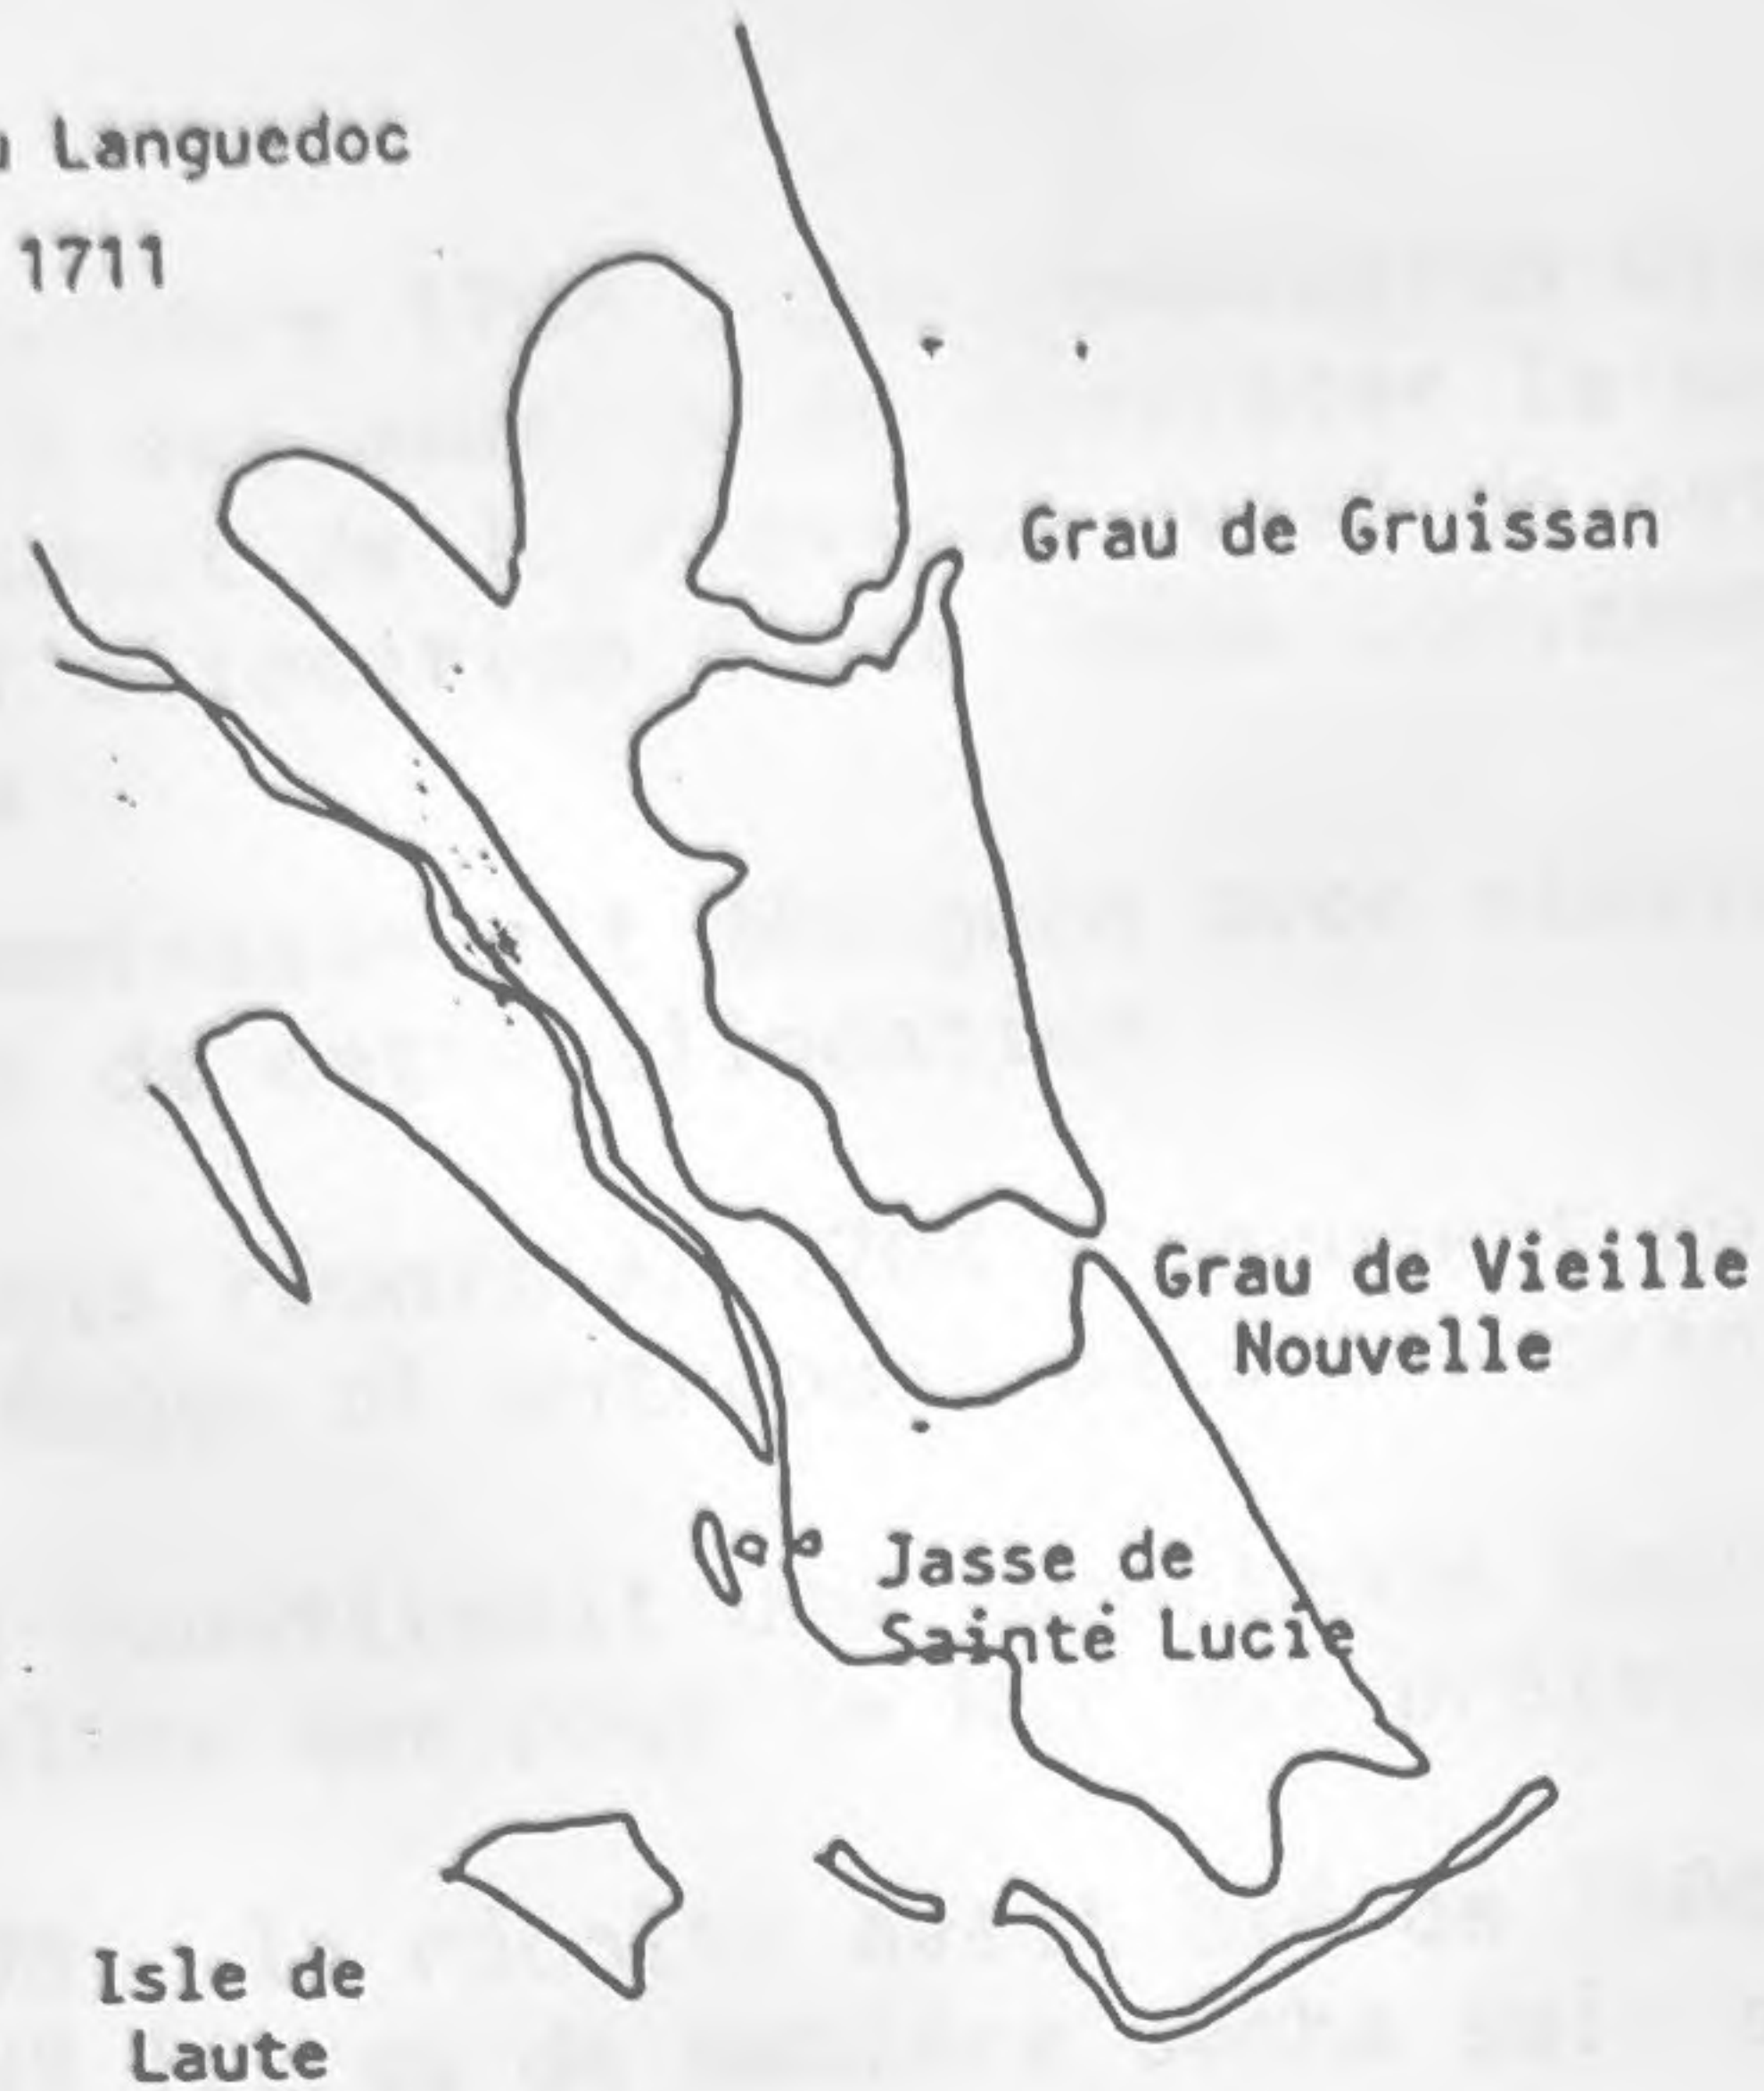 Languedoc
1711
Grau de Gruissan
Grau de Vieille
Nouvelle
Jasse de
Sainte Lucie
Isle de
Laute